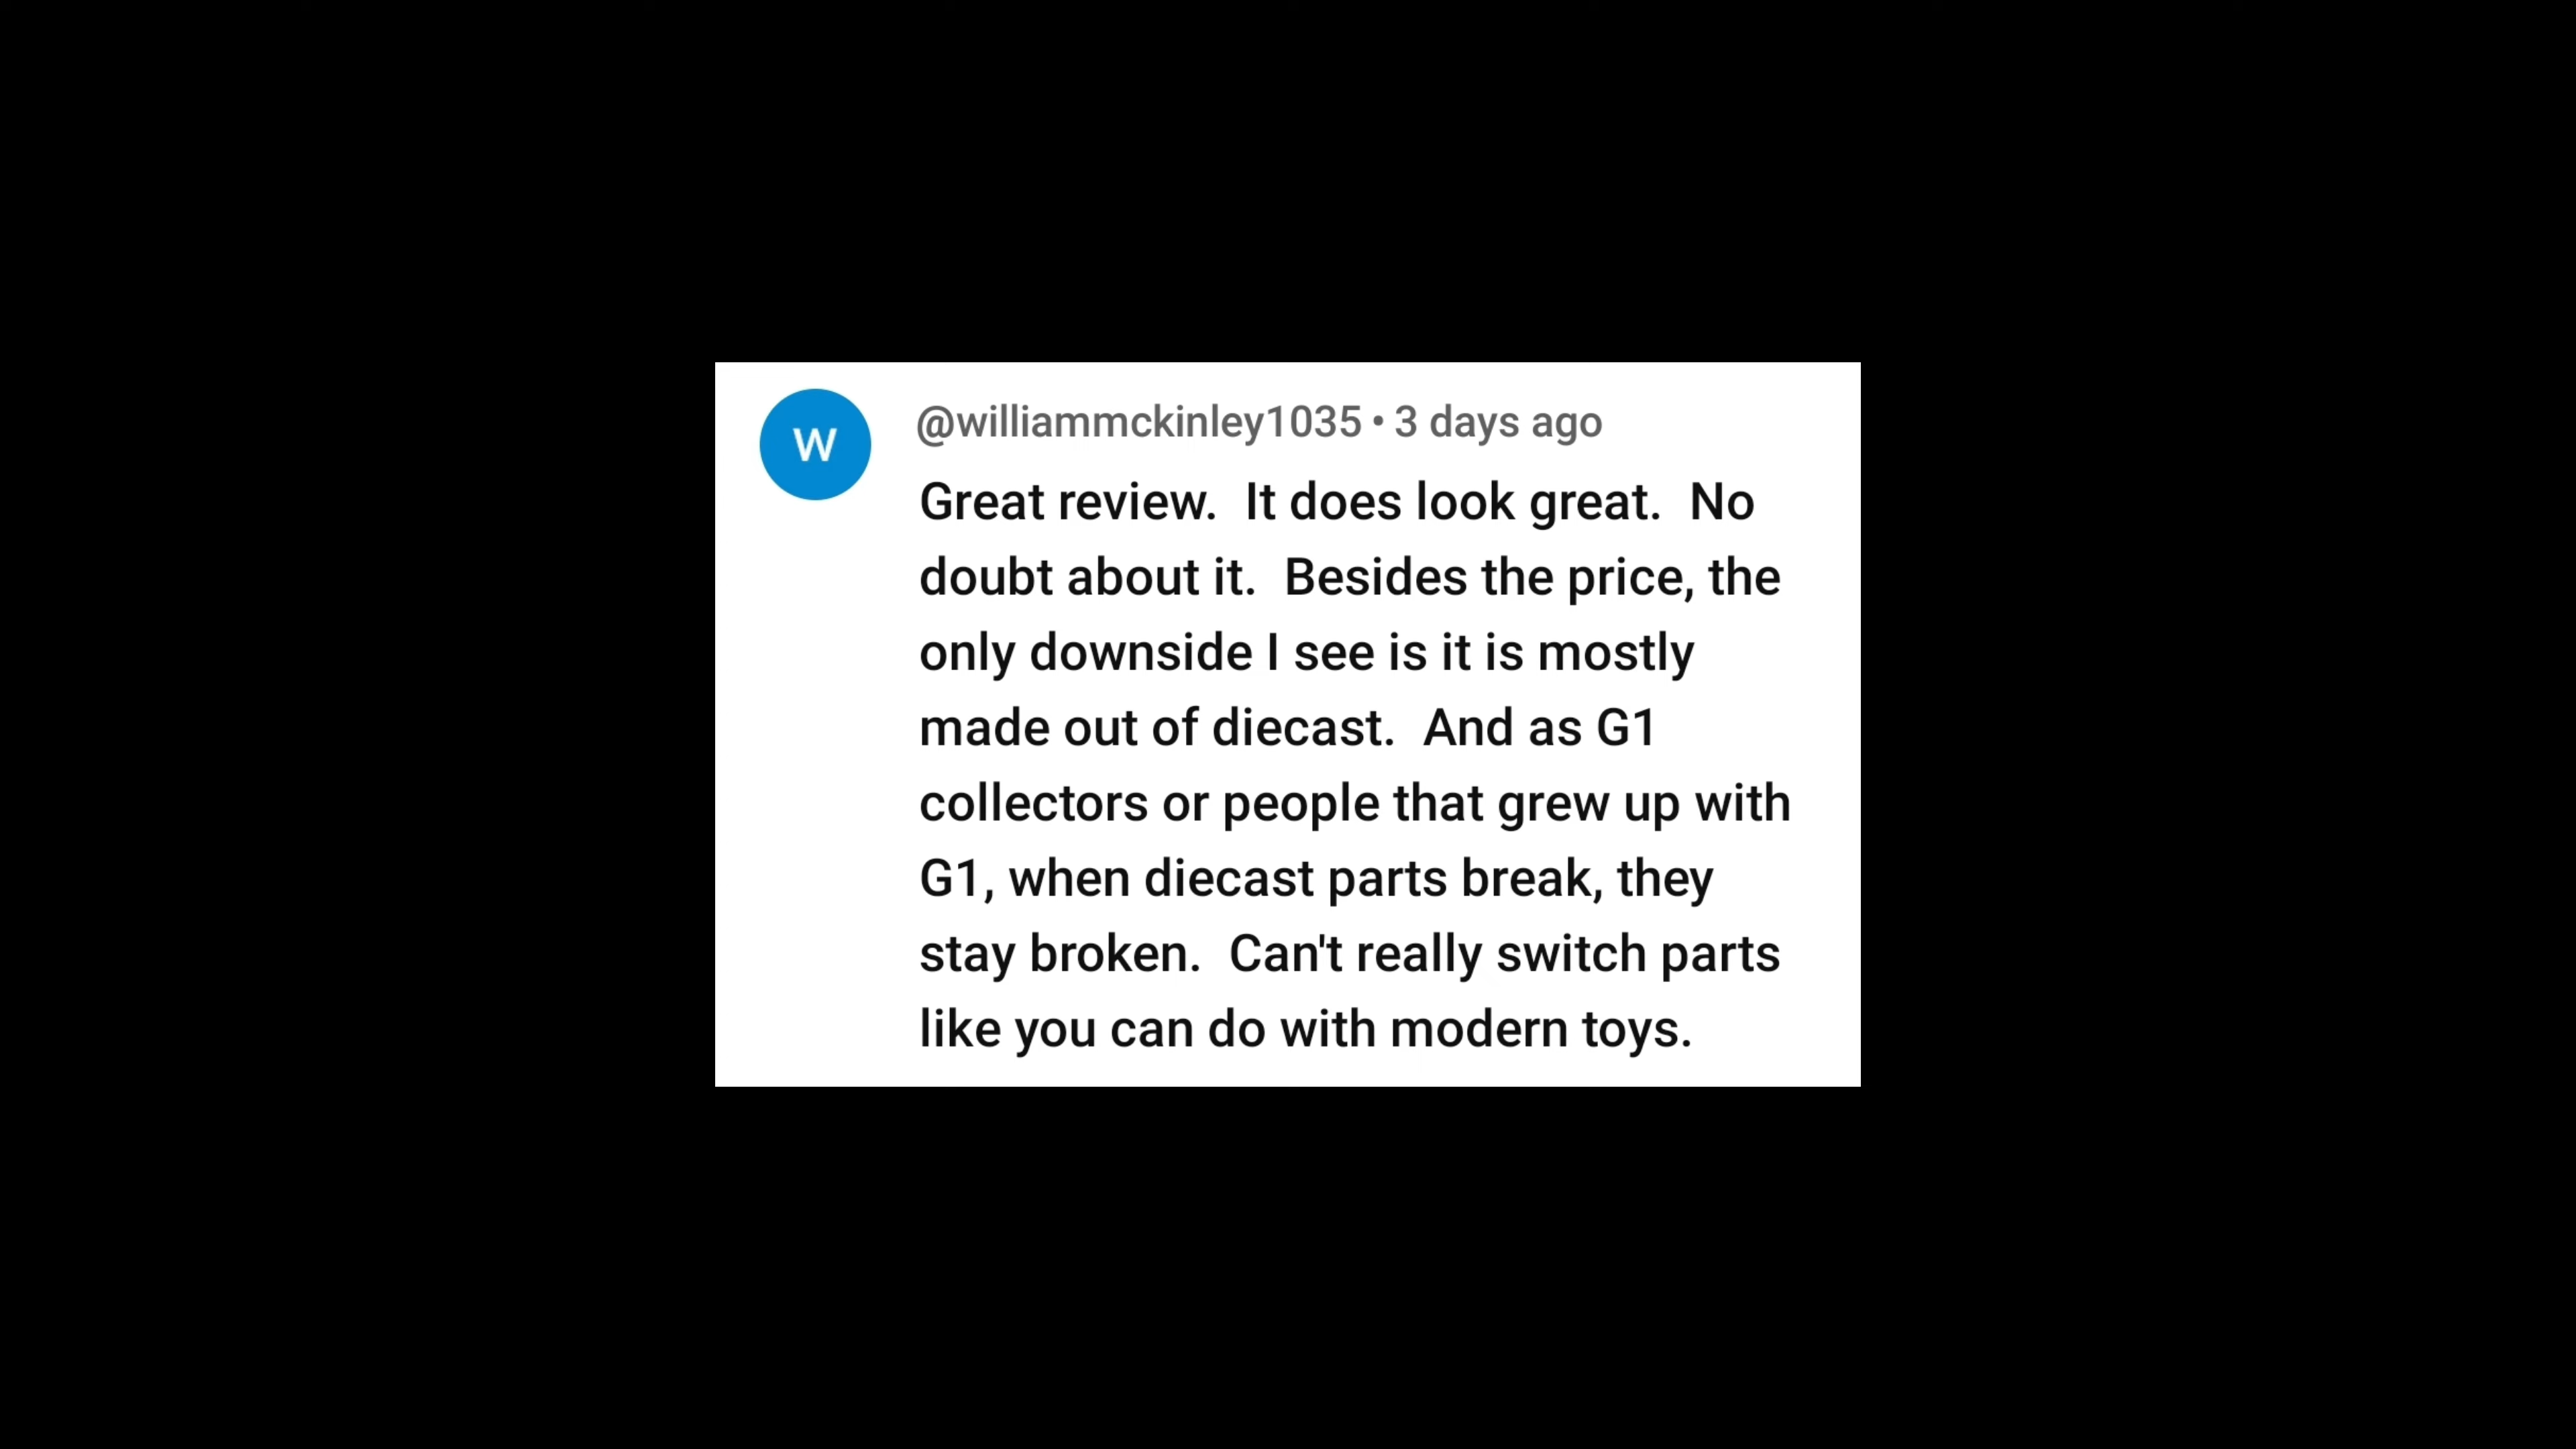 W
@williammckinley1035 • 3 days ago
Great review.  It does look great.  No
doubt about it.  Besides the price, the
only downside I see is it is mostly
made out of diecast.  And as G1
collectors or people that grew up with
G1, when diecast parts break, they
stay broken.  Can't really switch parts
like you can do with modern toys.